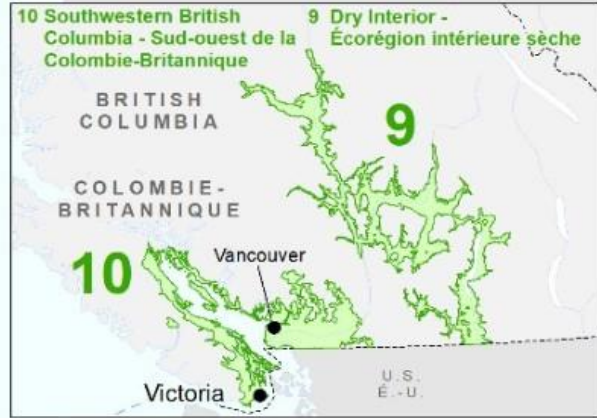 10 Southwestern British
Columbia - Sud-ouest de la
Colombie-Britannique
9 Dry Interior -
Écorégion intérieure sèche
BRITISH
COLUMBIA
9
COLOMBIE-
BRITANNIQUE
10
Vancouver
Victoria
U.S.
É.-U.